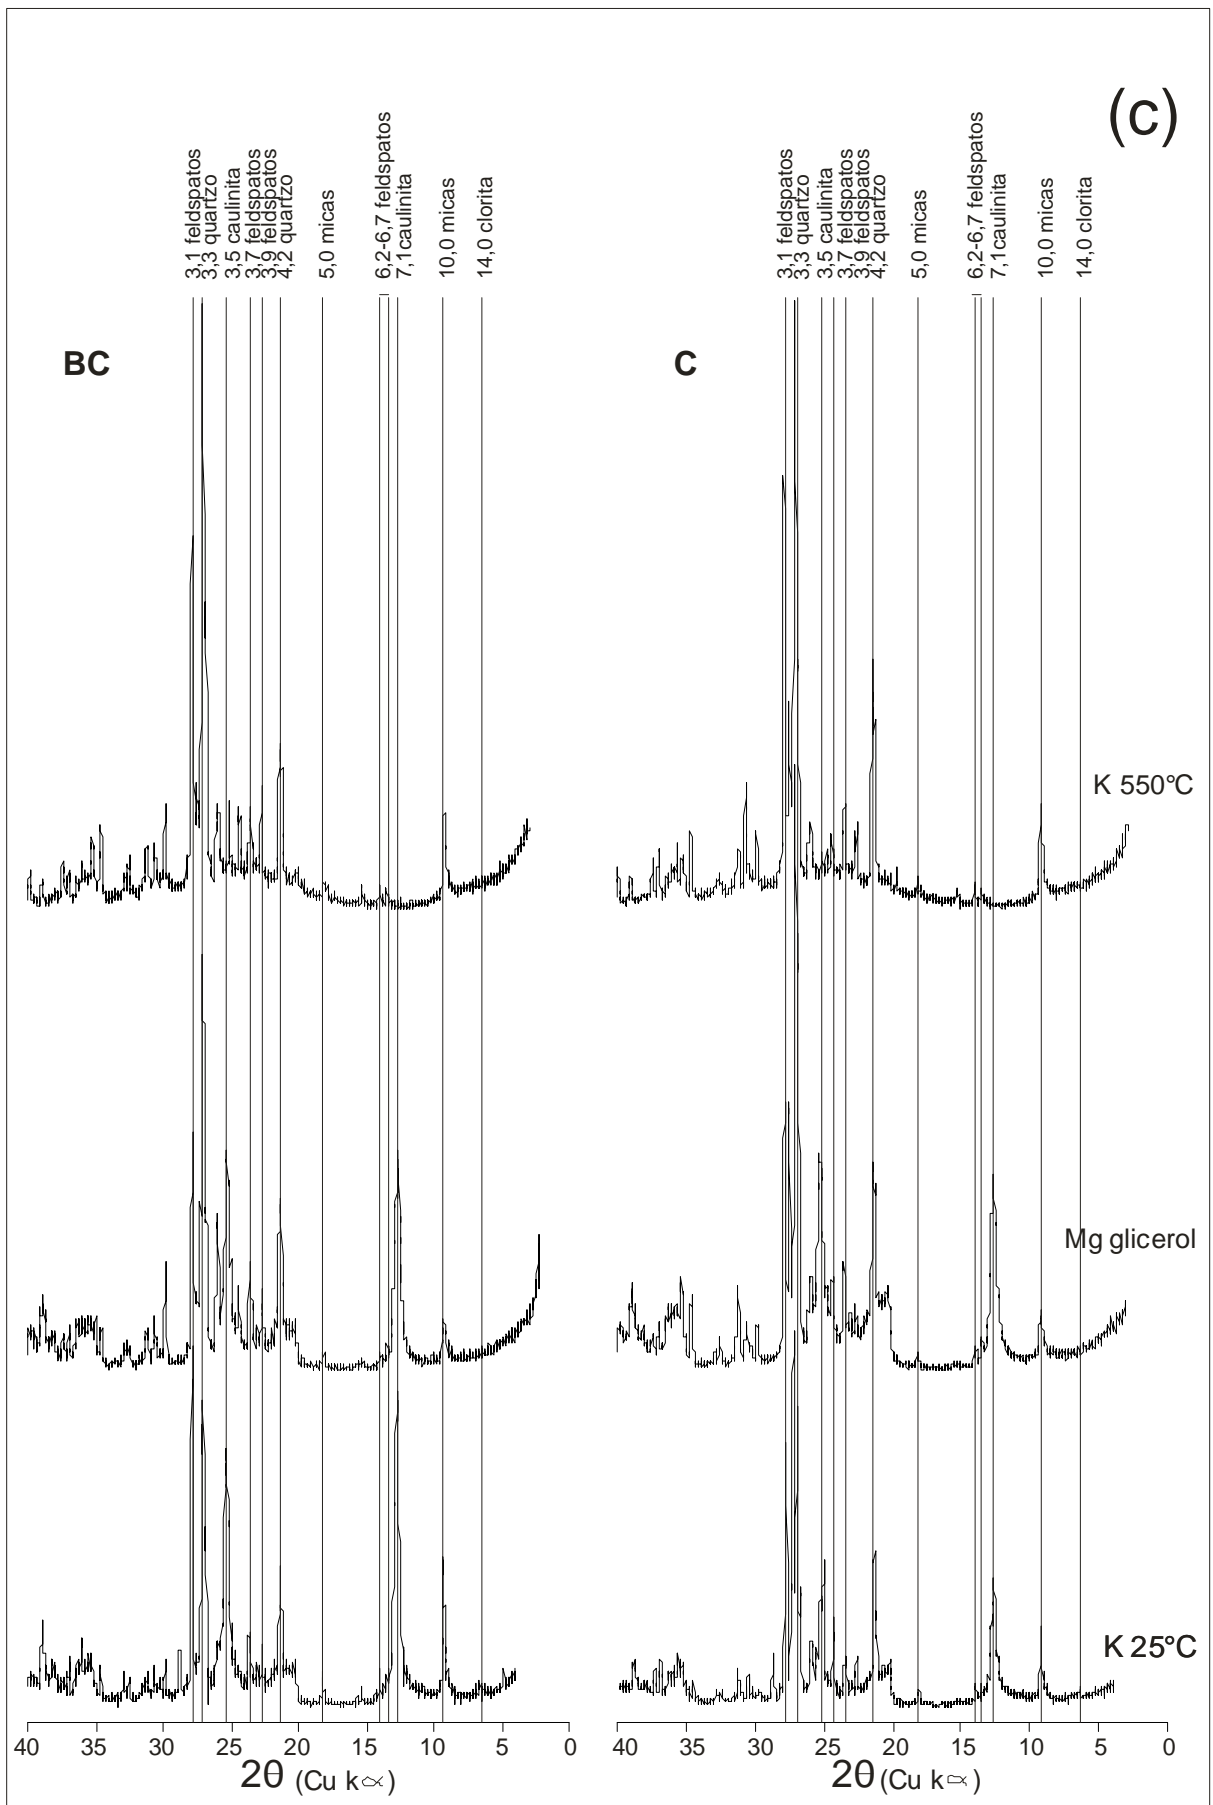 (c)
3,1 feldspatos
3,3 quartzo
3,5 caulinita
3,7 feldspatos
3,9 feldspatos
4,2 quartzo
5,0 micas
6,2-6,7 feldspatos
7,1caulinita
10,0 micas
14,0 clorita
3,1 feldspatos
3,3 quartzo
3,5 caulinita
3,7 feldspatos
3,9 feldspatos
4,2 quartzo
5,0 micas
6,2-6,7 feldspatos
7,1caulinita
10,0 micas
14,0 clorita
BC
C
K 550°C
Mg glicerol
K 25°C
40 35 30 25 20 15 10 5 0
40 35 30 25 20 15 10 5 0
2θ (Cu k∝)
2θ (Cu k∝)